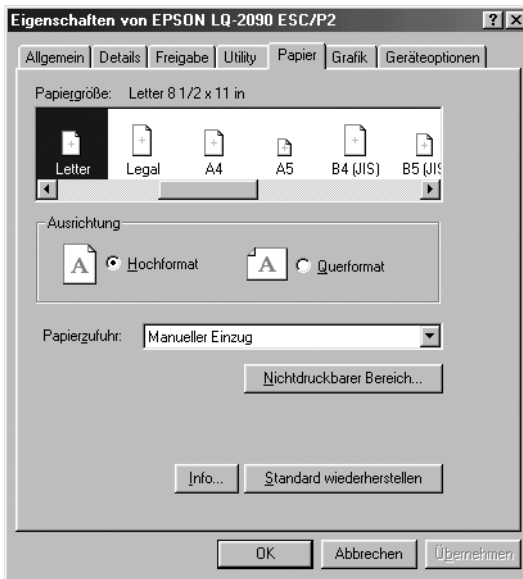 Eigenschaften von EPSON LQ-2090 ESC/P2
Allgemein Details Freigabe Utility Papier Grafik Geräteoptionen
Papiergröße: Letter 8 1/2 x 11 in
Letter Legal A4 A5 B4 (JIS) B5 (JIS
Ausrichtung
A Hochformat A Querformat
Papierzufuhr: Manueller Einzug
Nichtdruckbarer Bereich...
Info... Standard wiederherstellen
OK Abbrechen Übernehmen